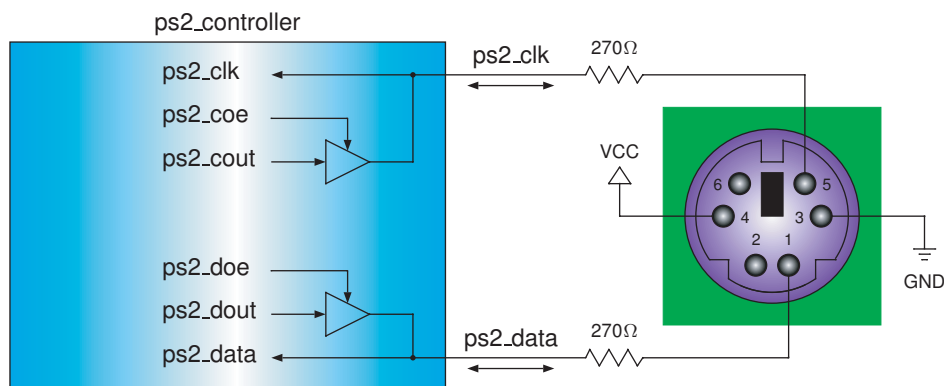 ps2_controller
ps2_clk
ps2_coe
ps2_cout
ps2_doe
ps2_dout
ps2_data
ps2_clk
270Ω
ps2_data
270Ω
VCC
6
5
4
3
2
1
GND